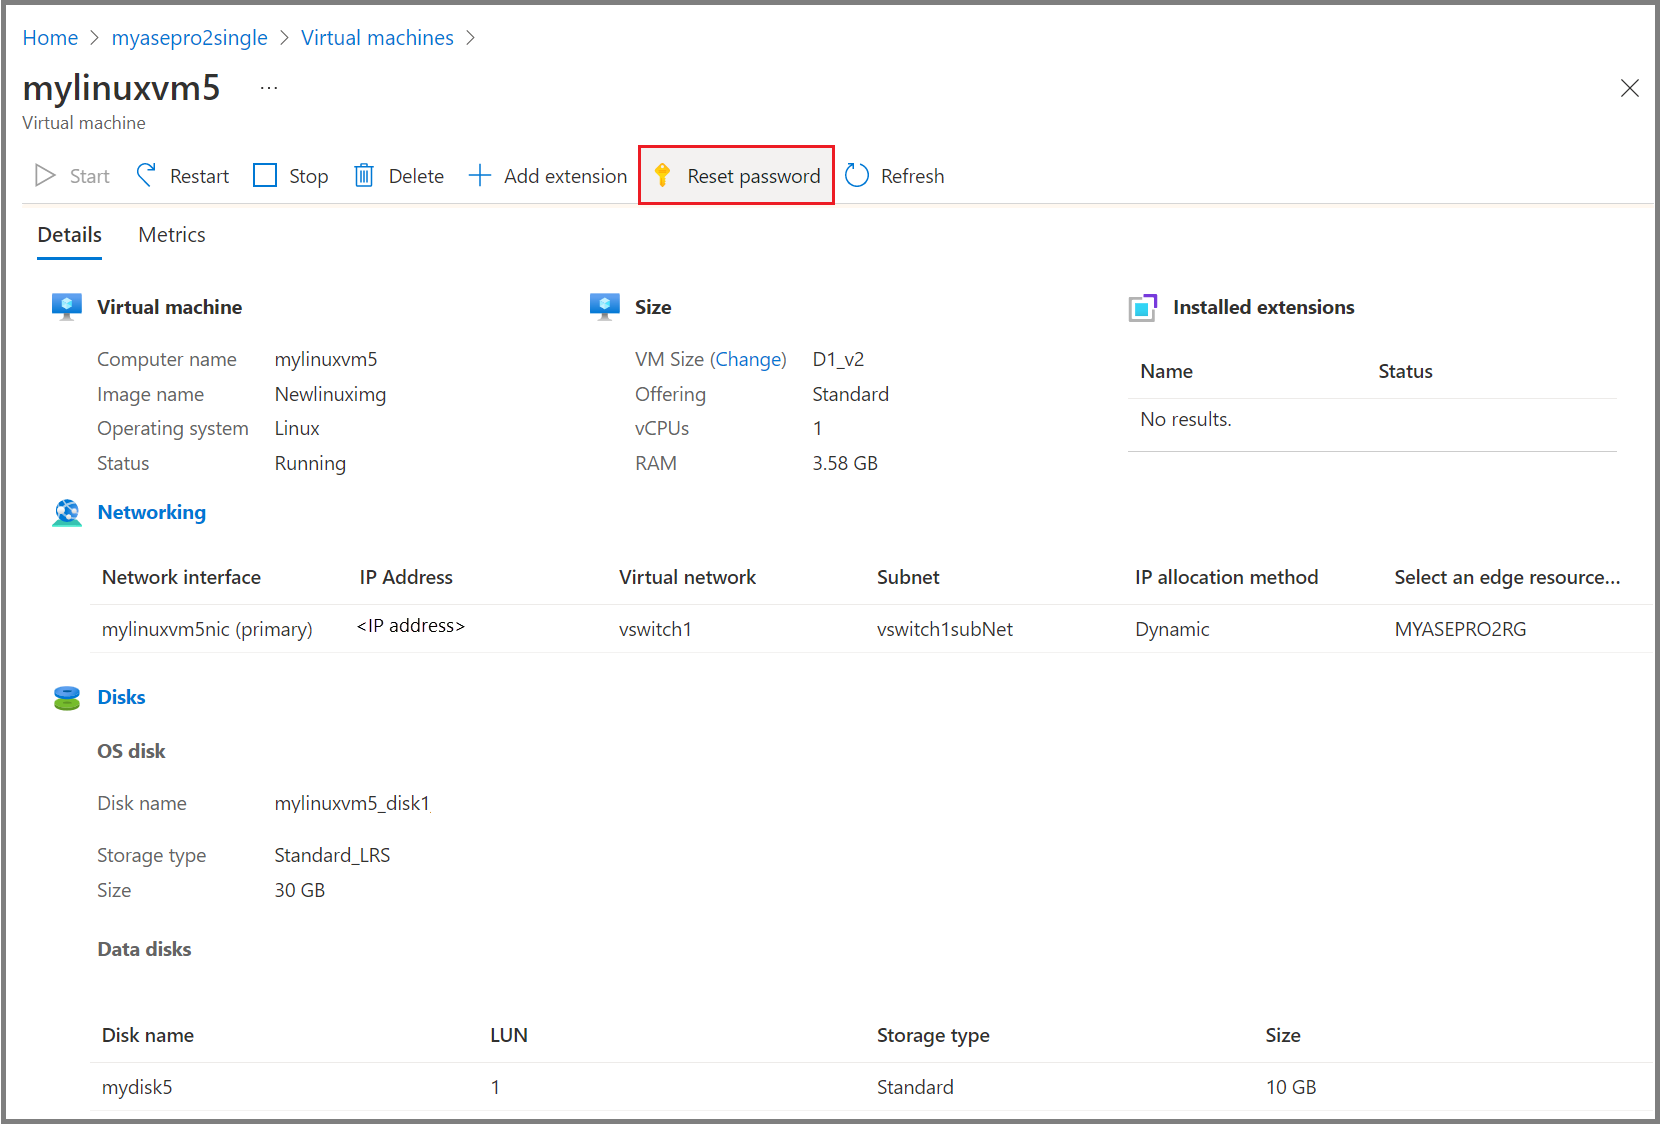 Home > myasepro2single > Virtual machines >
mylinuxvm5 ...
Virtual machine
Start Restart Stop Delete Add extension Reset password Refresh
Details Metrics
Virtual machine Size Installed extensions
Computer name mylinuxvm5 VM Size (Change) D1_v2 Name Status
Image name Newlinuximg Offering Standard
Operating system Linux vCPUs 1 No results.
Status Running RAM 3.58 GB
Networking
Network interface IP Address Virtual network Subnet IP allocation method Select an edge resource...
mylinuxvm5nic (primary) <IP address> vswitch1 vswitch1subNet Dynamic MYASEPRO2RG
Disks
OS disk
Disk name mylinuxvm5_disk1
Storage type Standard_LRS
Size 30 GB
Data disks
Disk name LUN Storage type Size
mydisk5 1 Standard 10 GB